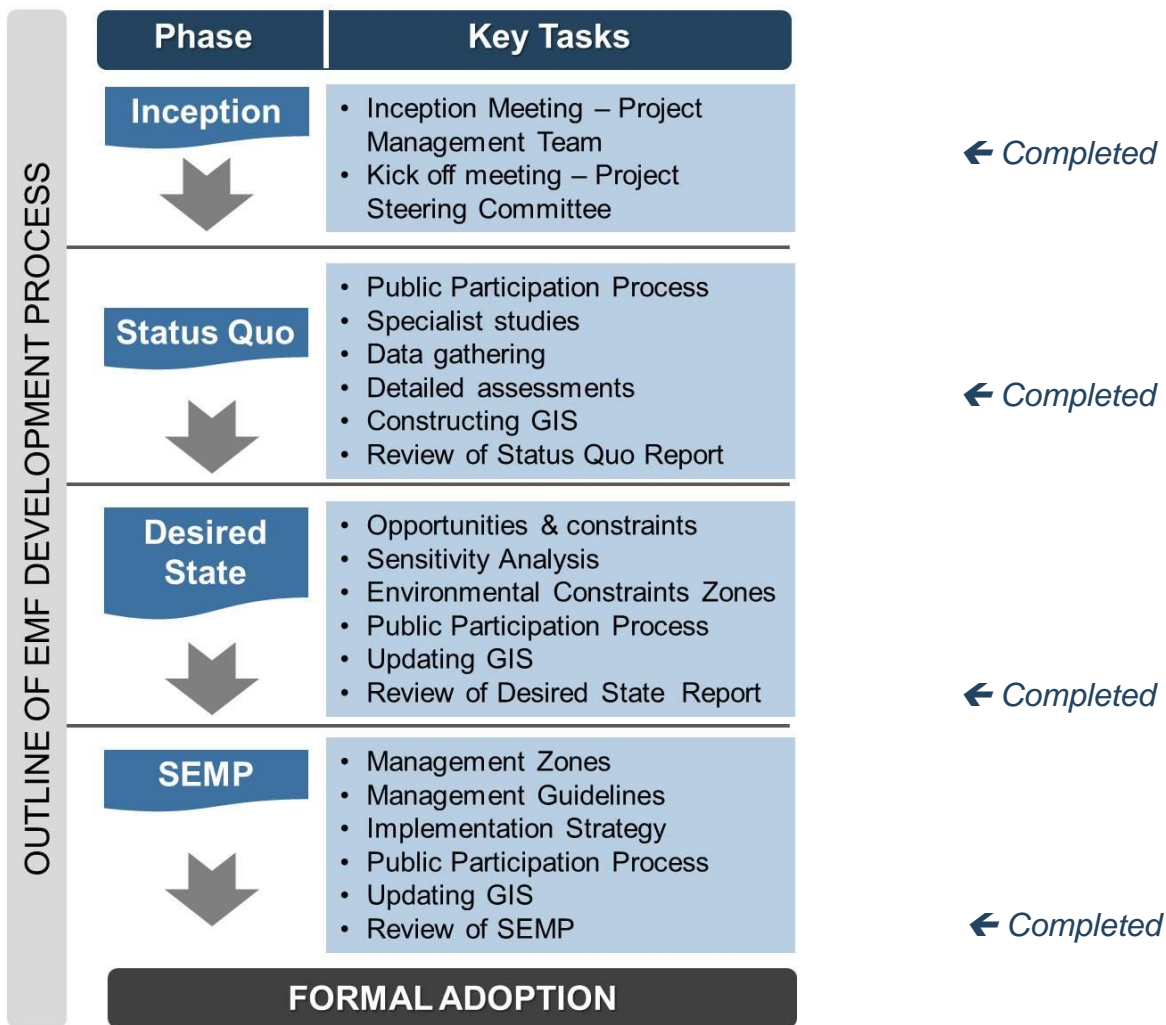 OUTLINE OF EMF DEVELOPMENT PROCESS
Phase
Key Tasks
Inception
• Inception Meeting – Project
Management Team
• Kick off meeting – Project
Steering Committee
← Completed
Status Quo
• Public Participation Process
• Specialist studies
• Data gathering
• Detailed assessments
• Constructing GIS
• Review of Status Quo Report
← Completed
Desired
State
• Opportunities & constraints
• Sensitivity Analysis
• Environmental Constraints Zones
• Public Participation Process
• Updating GIS
• Review of Desired State Report
← Completed
SEMP
• Management Zones
• Management Guidelines
• Implementation Strategy
• Public Participation Process
• Updating GIS
• Review of SEMP
← Completed
FORMAL ADOPTION